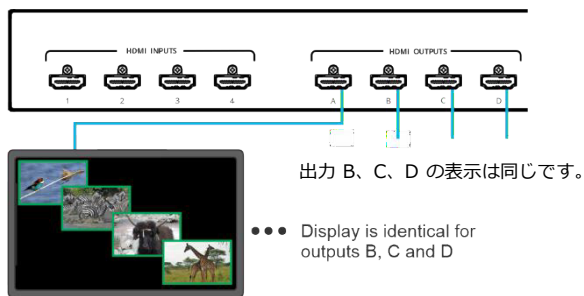 HDMI INPUTS
HDMI OUTPUTS
1 2 3 4 A B C D
出力 B、C、D の表示は同じです。
Display is identical for
outputs B, C and D